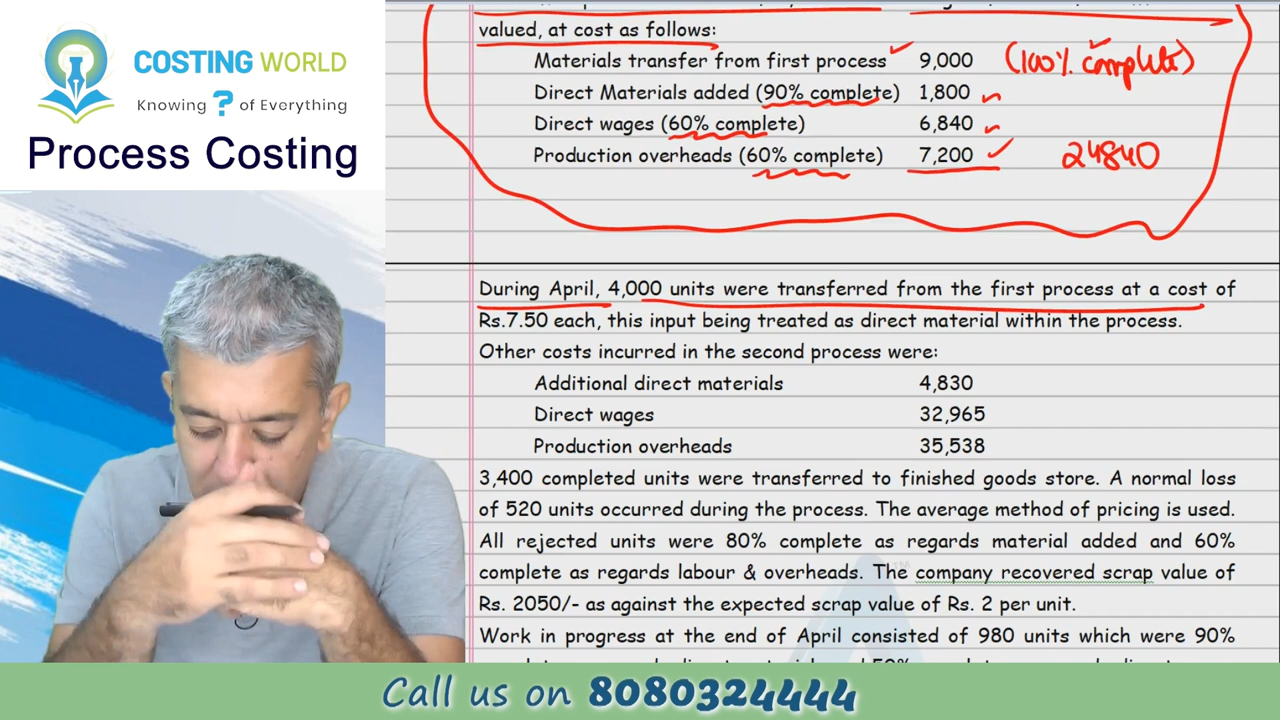 COSTING WORLD
Knowing ? of Everything
Process Costing
valued, at cost as follows:
Materials transfer from first process 9,000 (100% complete)
Direct Materials added (90% complete) 1,800
Direct wages (60% complete) 6,840
Production overheads (60% complete) 7,200 24840
During April, 4,000 units were transferred from the first process at a cost of
Rs.7.50 each, this input being treated as direct material within the process.
Other costs incurred in the second process were:
Additional direct materials 4,830
Direct wages 32,965
Production overheads 35,538
3,400 completed units were transferred to finished goods store. A normal loss
of 520 units occurred during the process. The average method of pricing is used.
All rejected units were 80% complete as regards material added and 60%
complete as regards labour & overheads. The company recovered scrap value of
Rs. 2050/- as against the expected scrap value of Rs. 2 per unit.
Work in progress at the end of April consisted of 980 units which were 90%
Call us on 8080324444